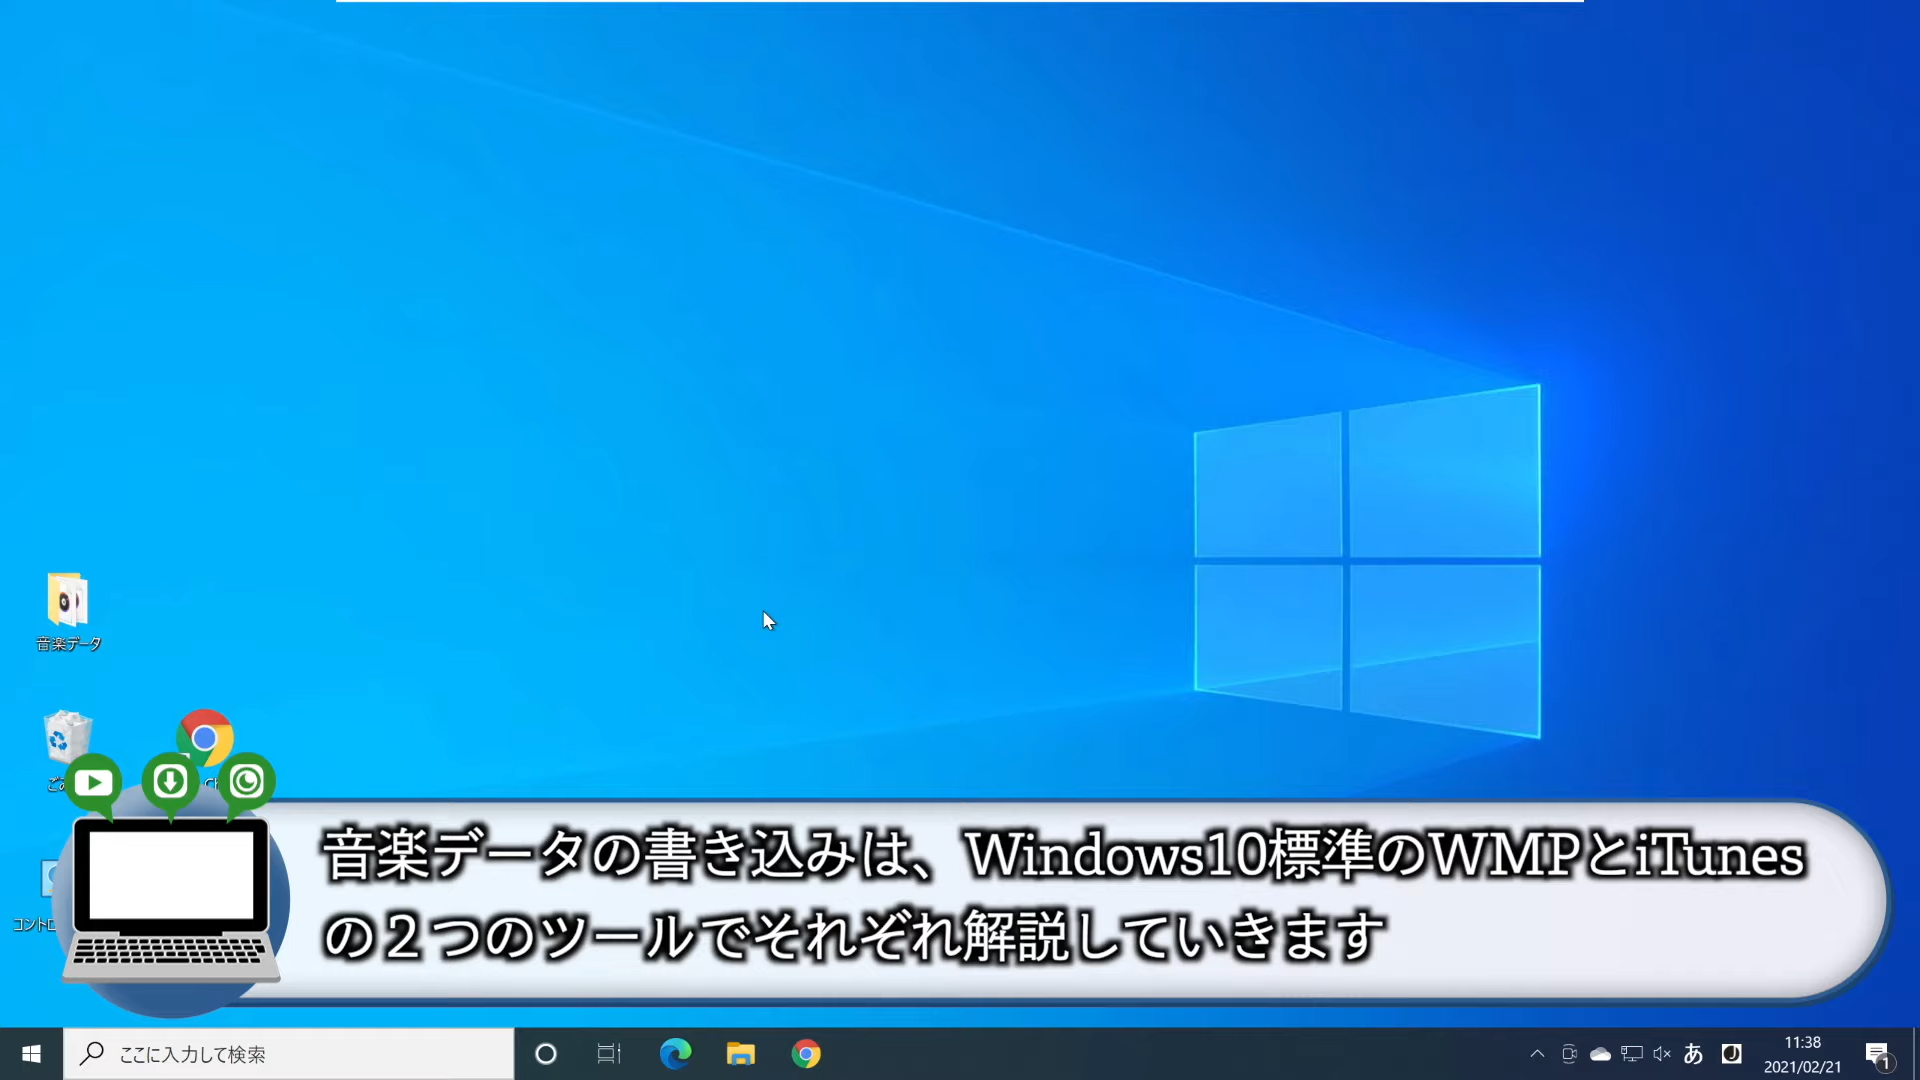 音楽データ
音楽データの書き込みは、Windows10標準のWMPとiTunes
の２つのツールでそれぞれ解説していきます
ここに入力して検索
あ
J
11:38
2021/02/21
1